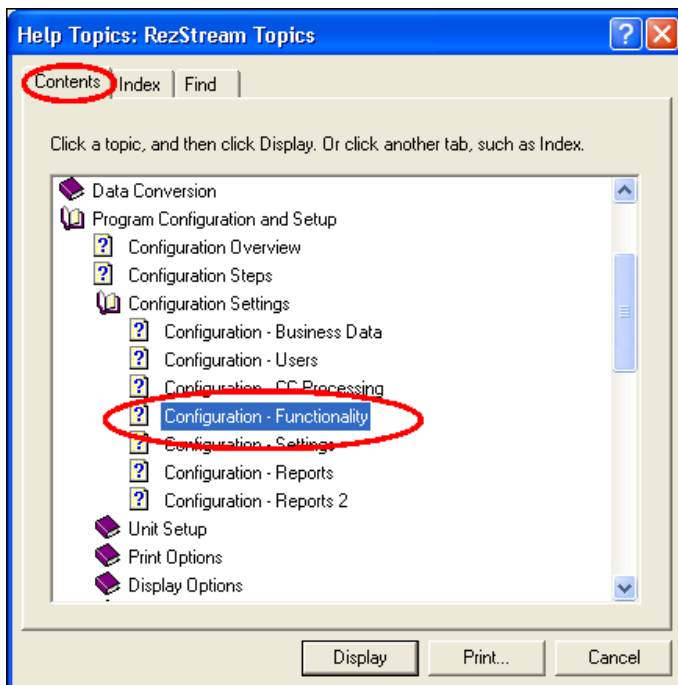 Help Topics: RezStream Topics
Contents Index Find
Click a topic, and then click Display. Or click another tab, such as Index.
Data Conversion
Program Configuration and Setup
Configuration Overview
Configuration Steps
Configuration Settings
Configuration - Business Data
Configuration - Users
Configuration - CC Processing
Configuration - Functionality
Configuration - Settings
Configuration - Reports
Configuration - Reports 2
Unit Setup
Print Options
Display Options
Display Print... Cancel